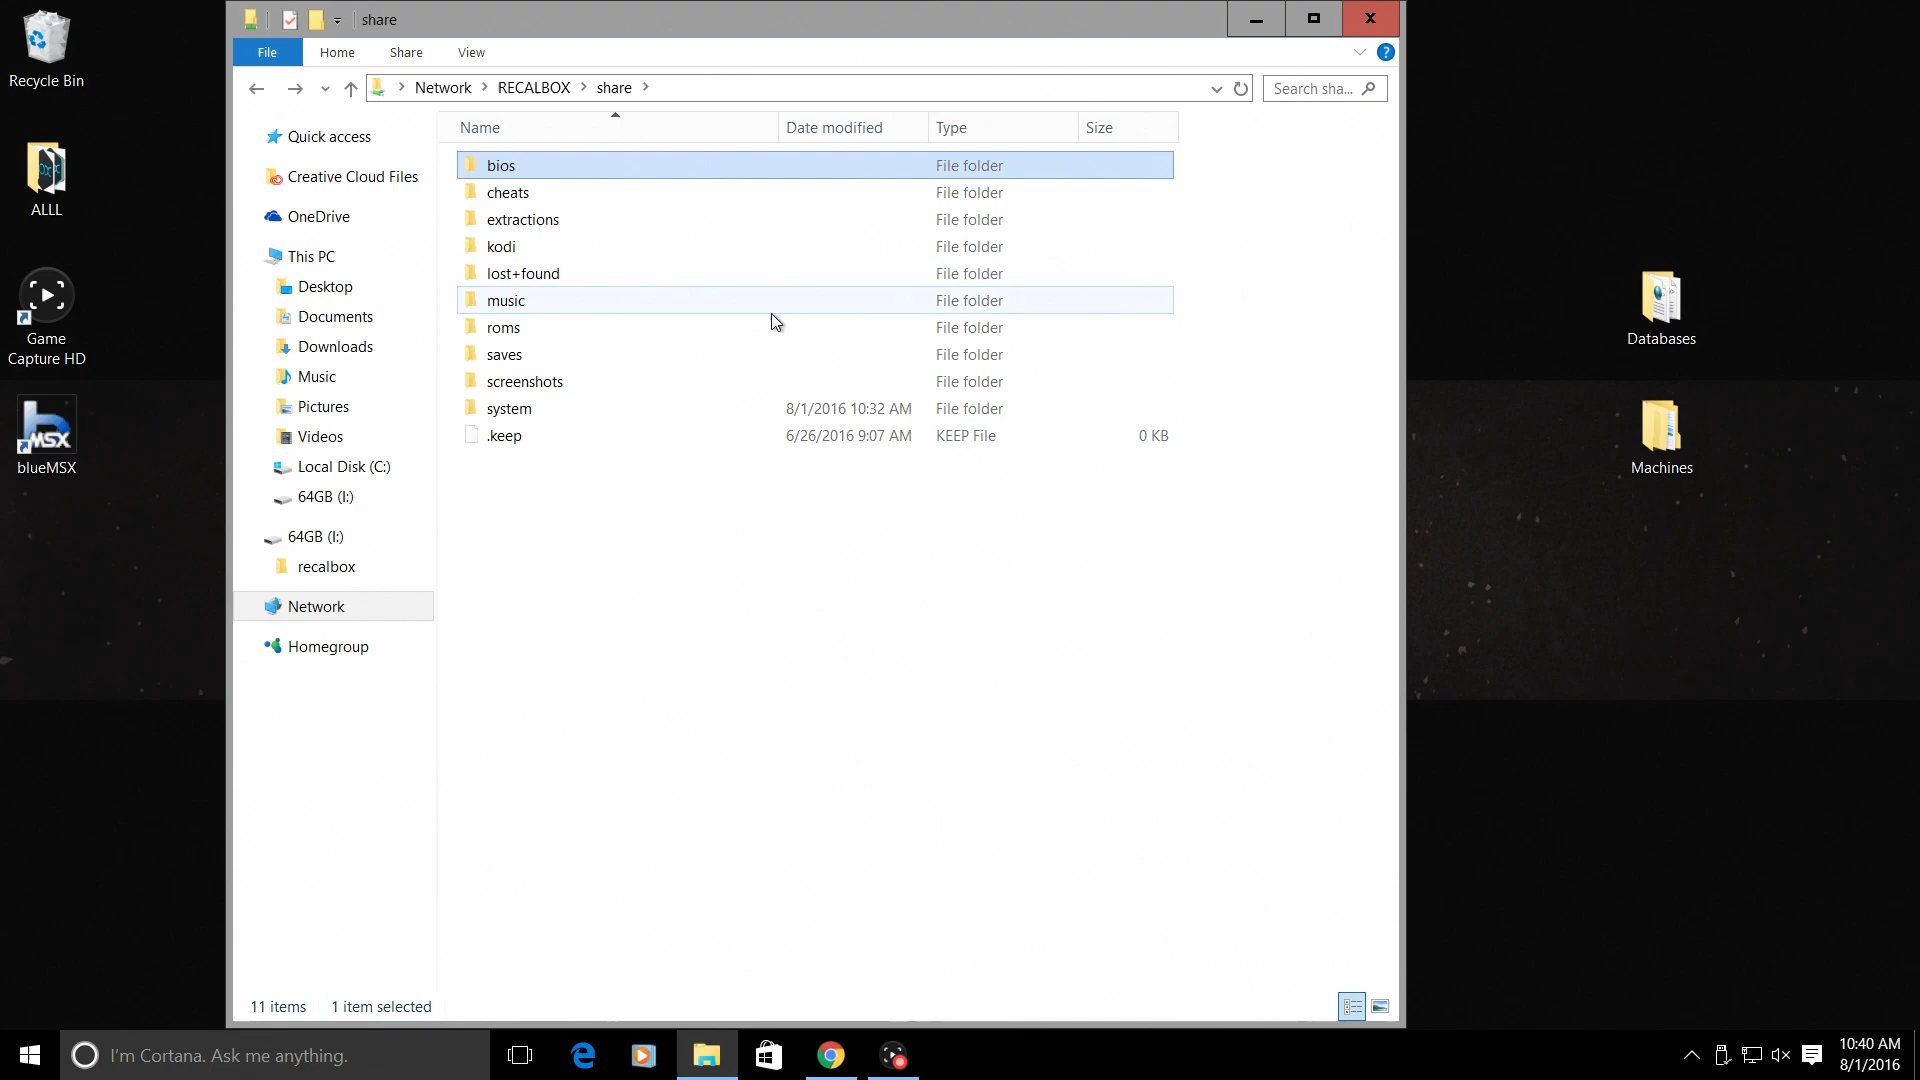 Recycle Bin
ALLL
Game
Capture HD
MSX
blueMSX
share
File Home Share View
?
Network RECALBOX share
Search sha...
Quick access
Creative Cloud Files
OneDrive
This PC
Desktop
Documents
Downloads
Music
Pictures
Videos
Local Disk (C:)
64GB (I:)
64GB (I:)
recalbox
Network
Homegroup
Name Date modified Type Size
bios File folder
cheats File folder
extractions File folder
kodi File folder
lost+found File folder
music File folder
roms File folder
saves File folder
screenshots File folder
system 8/1/2016 10:32 AM File folder
.keep 6/26/2016 9:07 AM KEEP File 0 KB
11 items 1 item selected
Databases
Machines
I'm Cortana. Ask me anything.
10:40 AM
8/1/2016